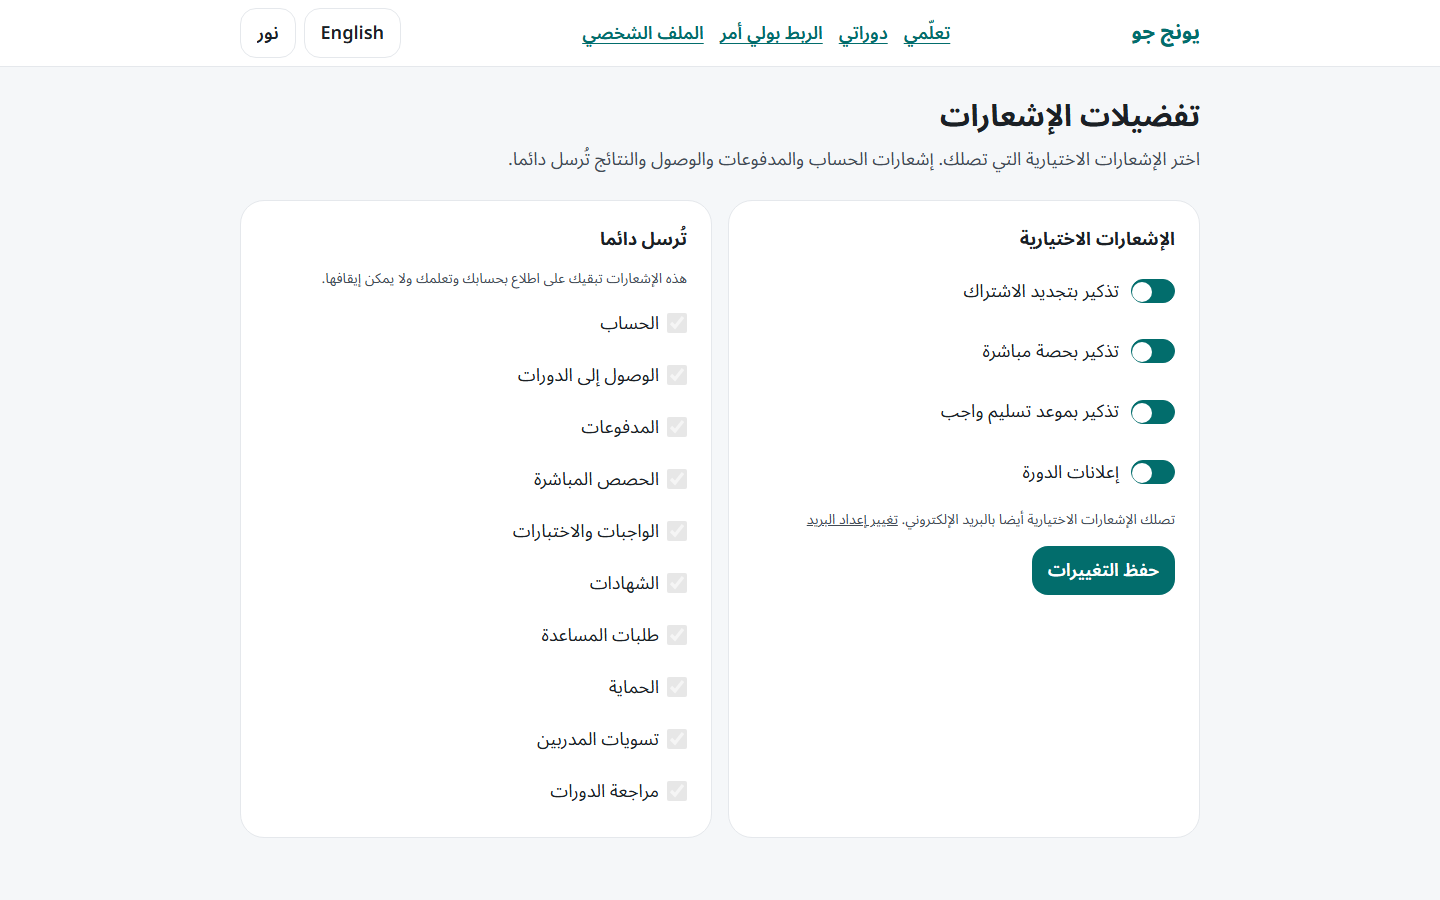 يونج جو
تعلّمي
دوراتي
الربط بولي أمر
الملف الشخصي
English
نور
تفضيلات الإشعارات
اختر الإشعارات الاختيارية التي تصلك. إشعارات الحساب والمدفوعات والوصول والنتائج تُرسل دائما.
الإشعارات الاختيارية
تذكير بتجديد الاشتراك
تذكير بحصة مباشرة
تذكير بموعد تسليم واجب
إعلانات الدورة
تصلك الإشعارات الاختيارية أيضا بالبريد الإلكتروني. تغيير إعداد البريد
حفظ التغييرات
تُرسل دائما
هذه الإشعارات تبقيك على اطلاع بحسابك وتعلمك ولا يمكن إيقافها.
الحساب
الوصول إلى الدورات
المدفوعات
الحصص المباشرة
الواجبات والاختبارات
الشهادات
طلبات المساعدة
الحماية
تسويات المدربين
مراجعة الدورات